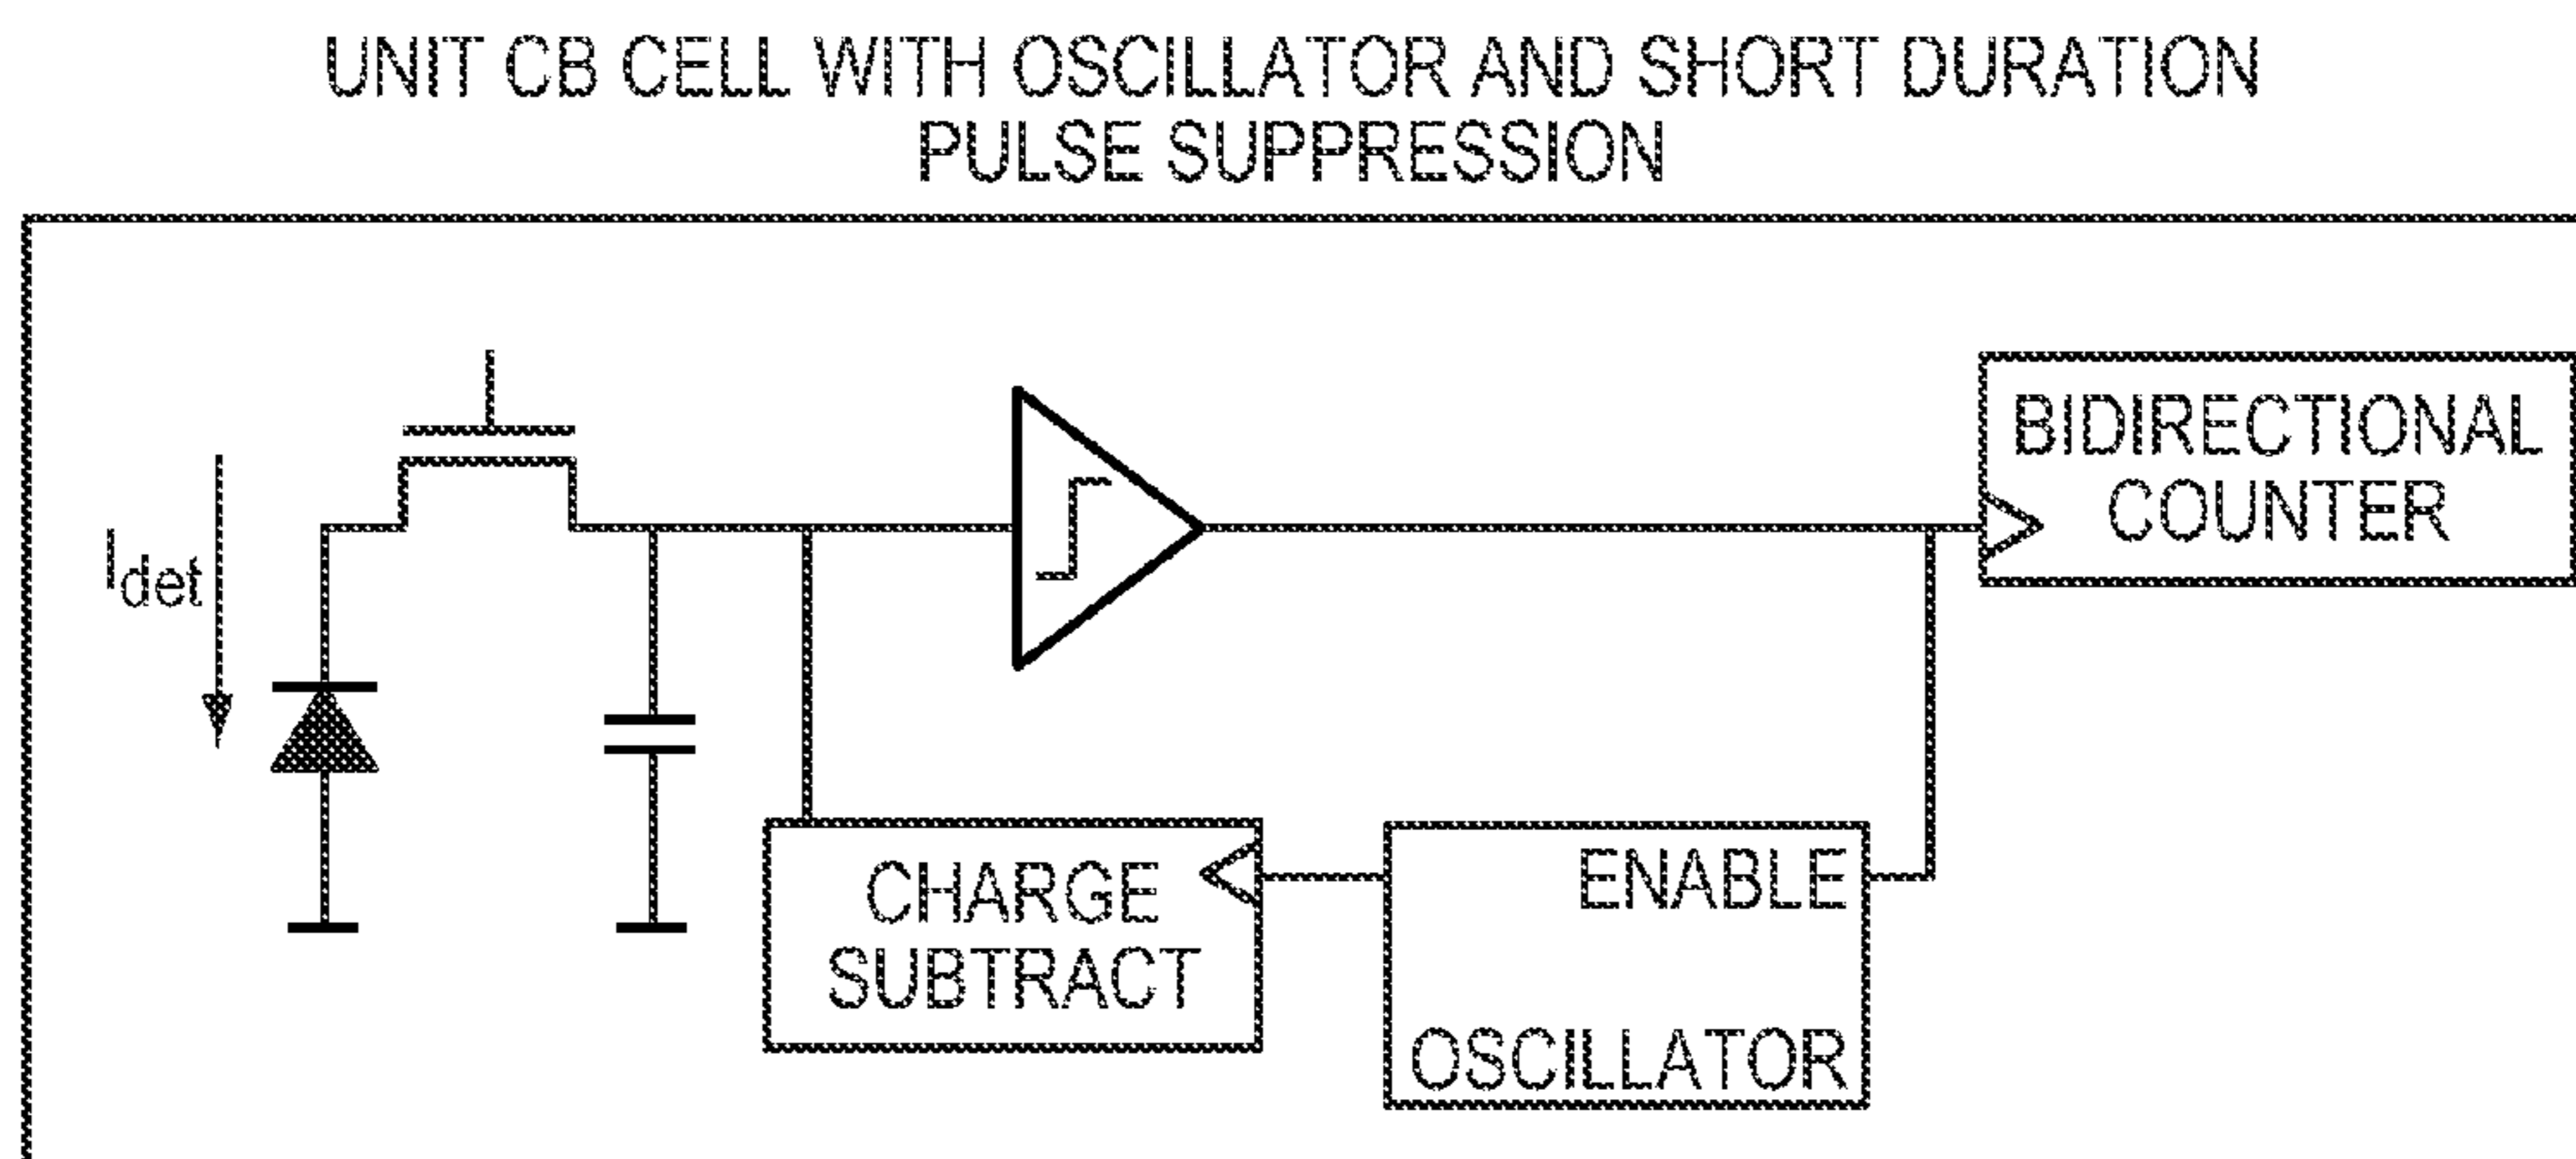 UNIT CB CELL WITH OSCILLATOR AND SHORT DURATION
PULSE SUPPRESSION
BIDIRECTIONAL
COUNTER
Idet
CHARGE
SUBTRACT
ENABLE
OSCILLATOR